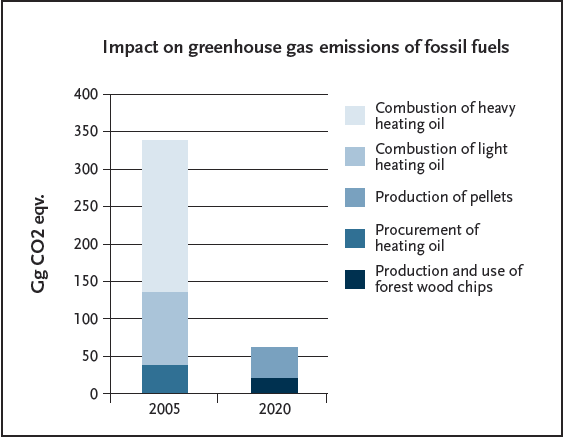 Impact on greenhouse gas emissions of fossil fuels
Gg CO2 eqv.
400
350
300
250
200
150
100
50
0
2005
2020
Combustion of heavy
heating oil
Combustion of light
heating oil
Production of pellets
Procurement of
heating oil
Production and use of
forest wood chips